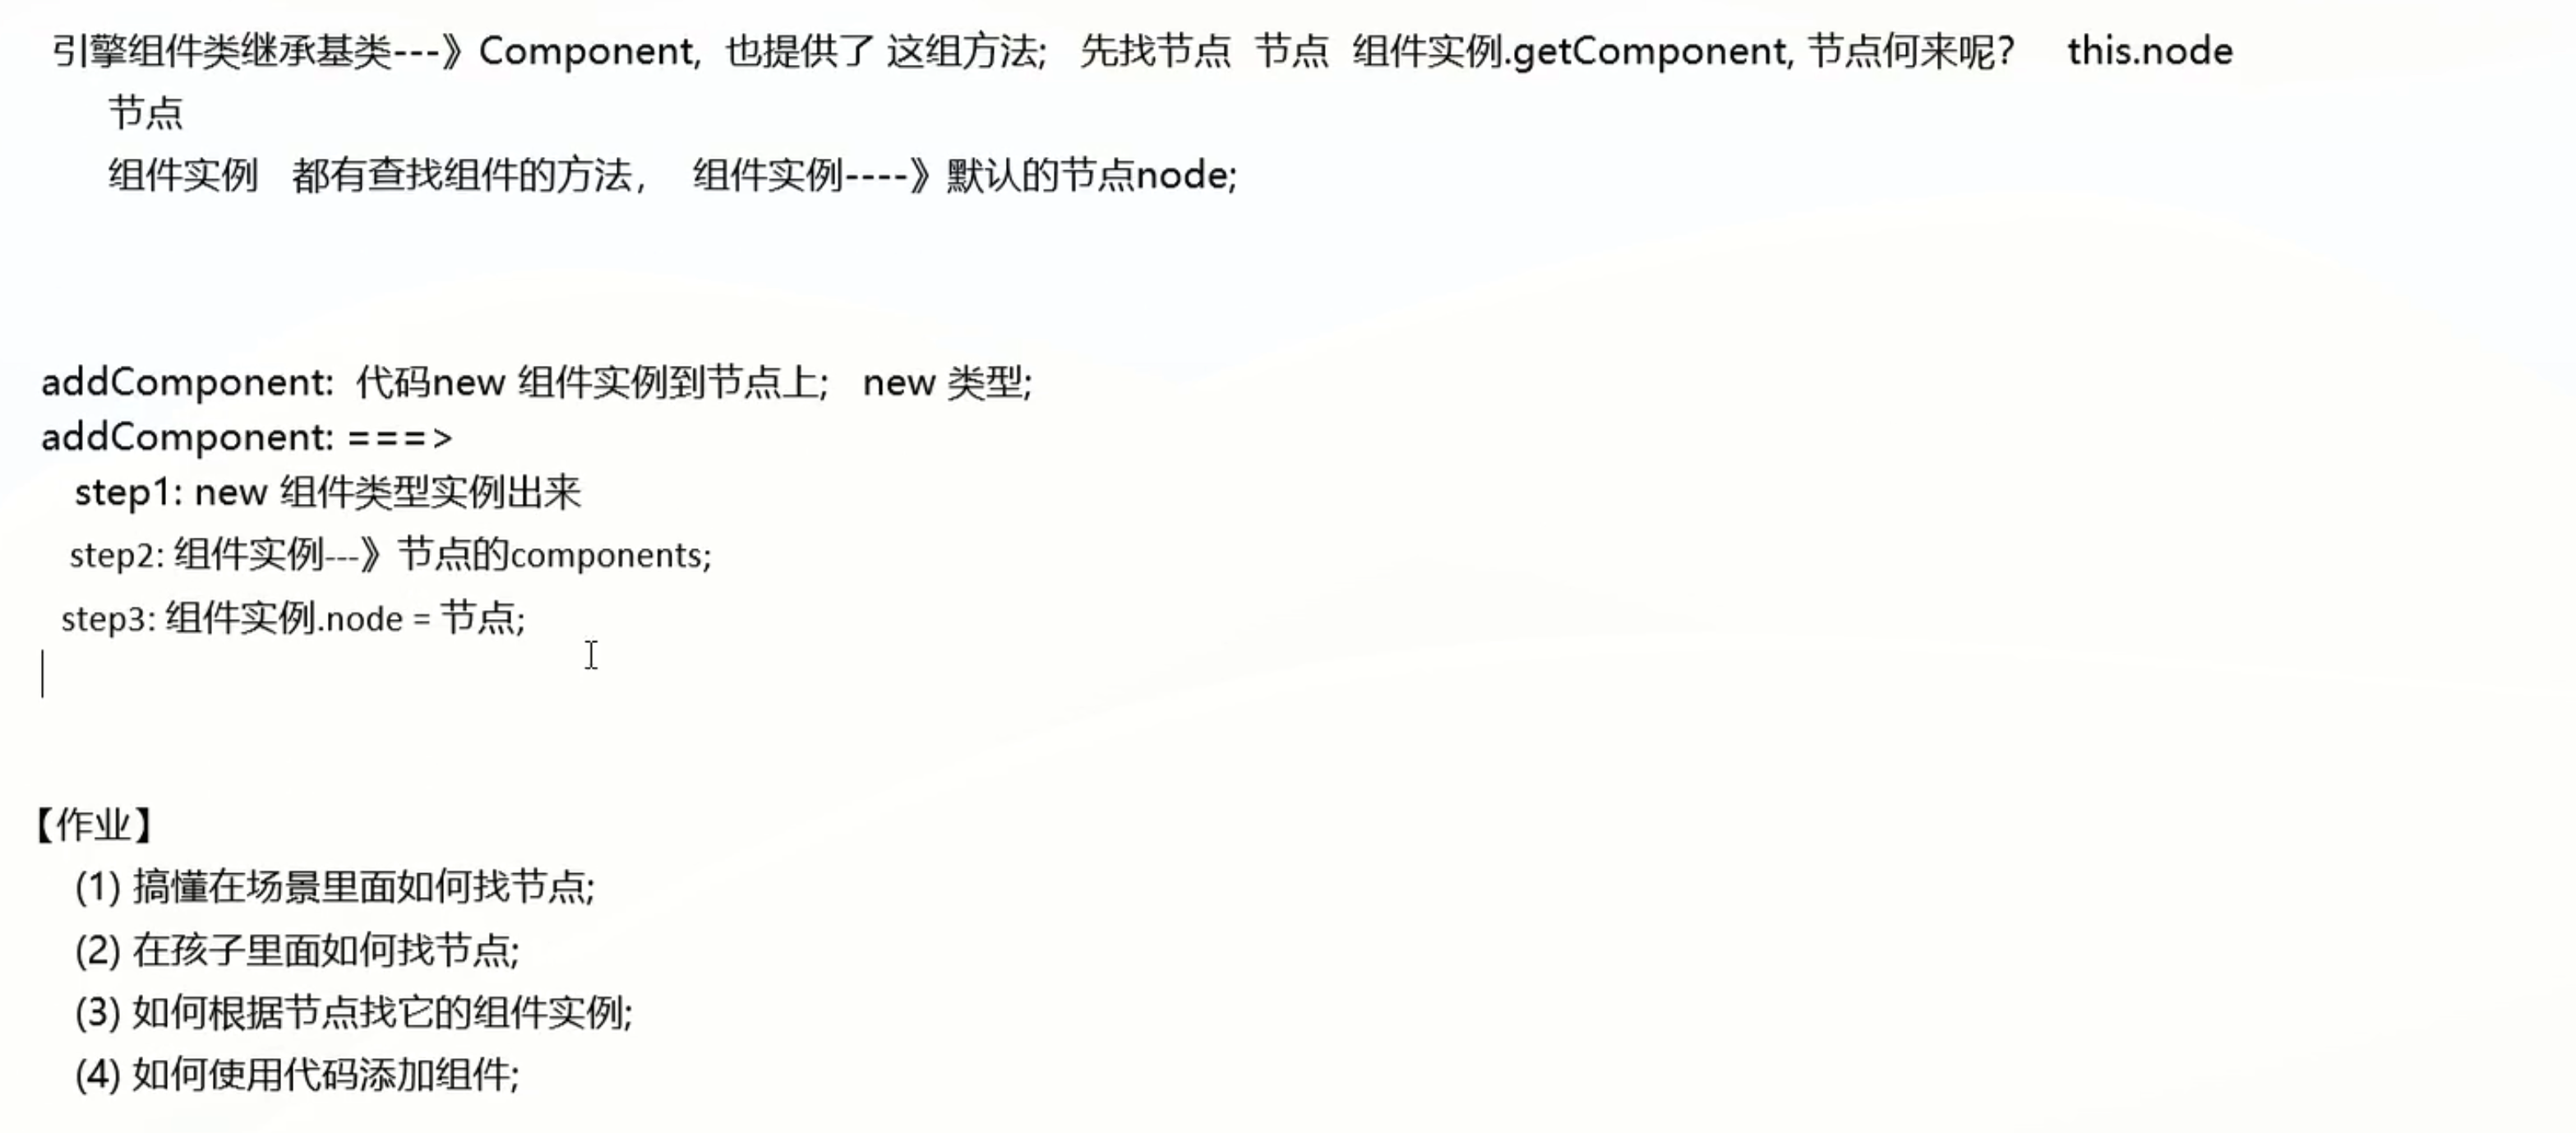 引擎组件类继承基类---》Component,  也提供了 这组方法;   先找节点  节点  组件实例.getComponent, 节点何来呢?    this.node
节点
组件实例   都有查找组件的方法,    组件实例----》默认的节点node;
addComponent:  代码new 组件实例到节点上;   new 类型;
addComponent: ===>
step1: new 组件类型实例出来
step2: 组件实例---》节点的components;
step3: 组件实例.node = 节点;
【作业】
(1) 搞懂在场景里面如何找节点;
(2) 在孩子里面如何找节点;
(3) 如何根据节点找它的组件实例;
(4) 如何使用代码添加组件;